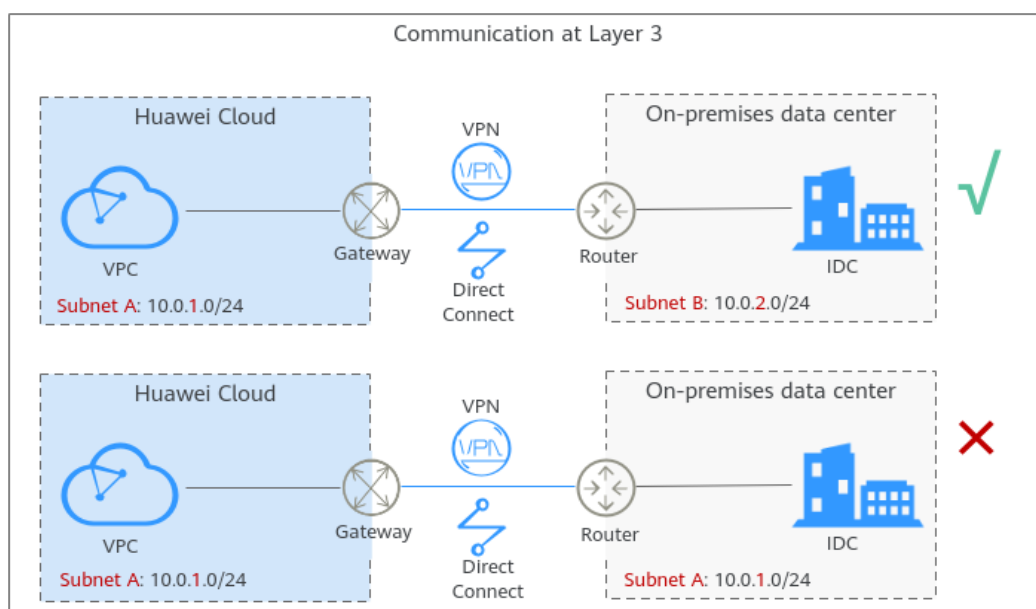 Communication at Layer 3
Huawei Cloud
VPN
VPN
On-premises data center
Gateway
Router
VPC
IDC
Direct
Connect
Subnet A: 10.0.1.0/24
Subnet B: 10.0.2.0/24
√
Huawei Cloud
VPN
VPN
On-premises data center
Gateway
Router
VPC
IDC
Direct
Connect
Subnet A: 10.0.1.0/24
Subnet A: 10.0.1.0/24
×